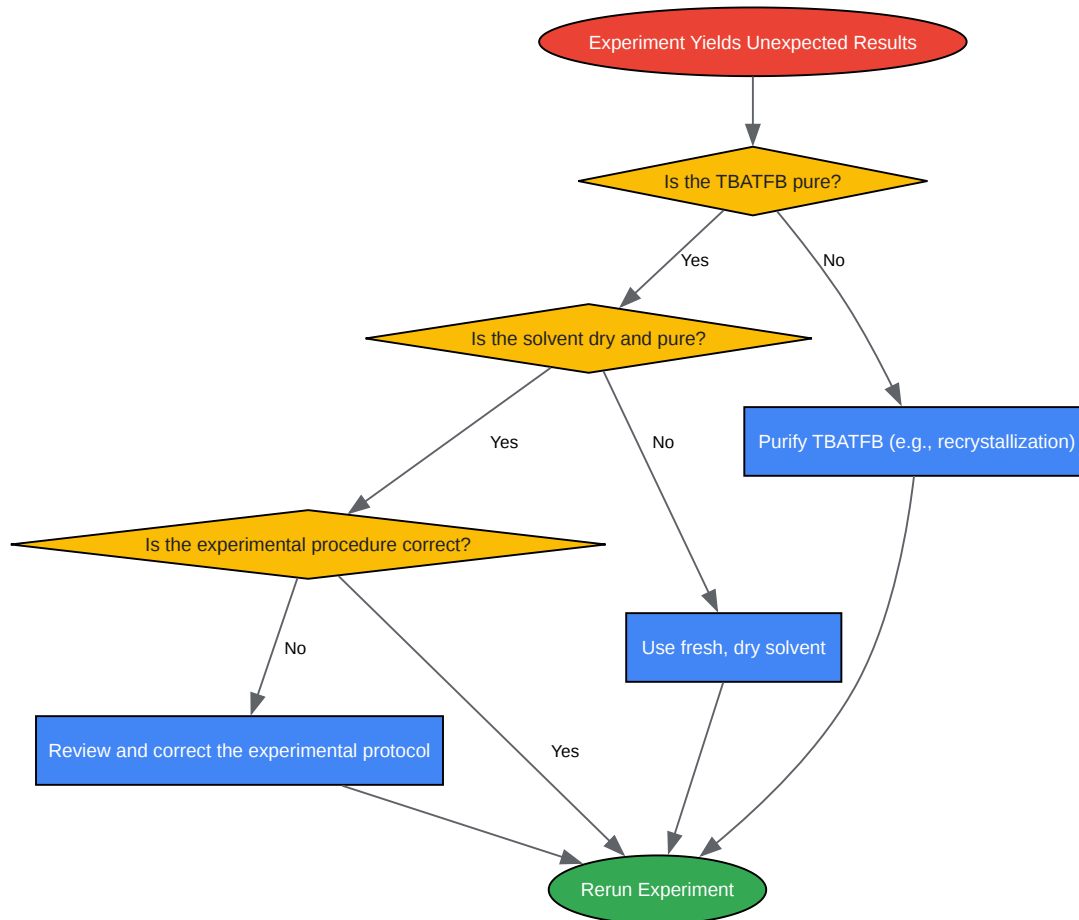 Experiment Yields Unexpected Results
Is the TBATFB pure?
Yes
No
Is the solvent dry and pure?
Yes
No
Purify TBATFB (e.g., recrystallization)
Is the experimental procedure correct?
No
Use fresh, dry solvent
Review and correct the experimental protocol
Yes
Rerun Experiment